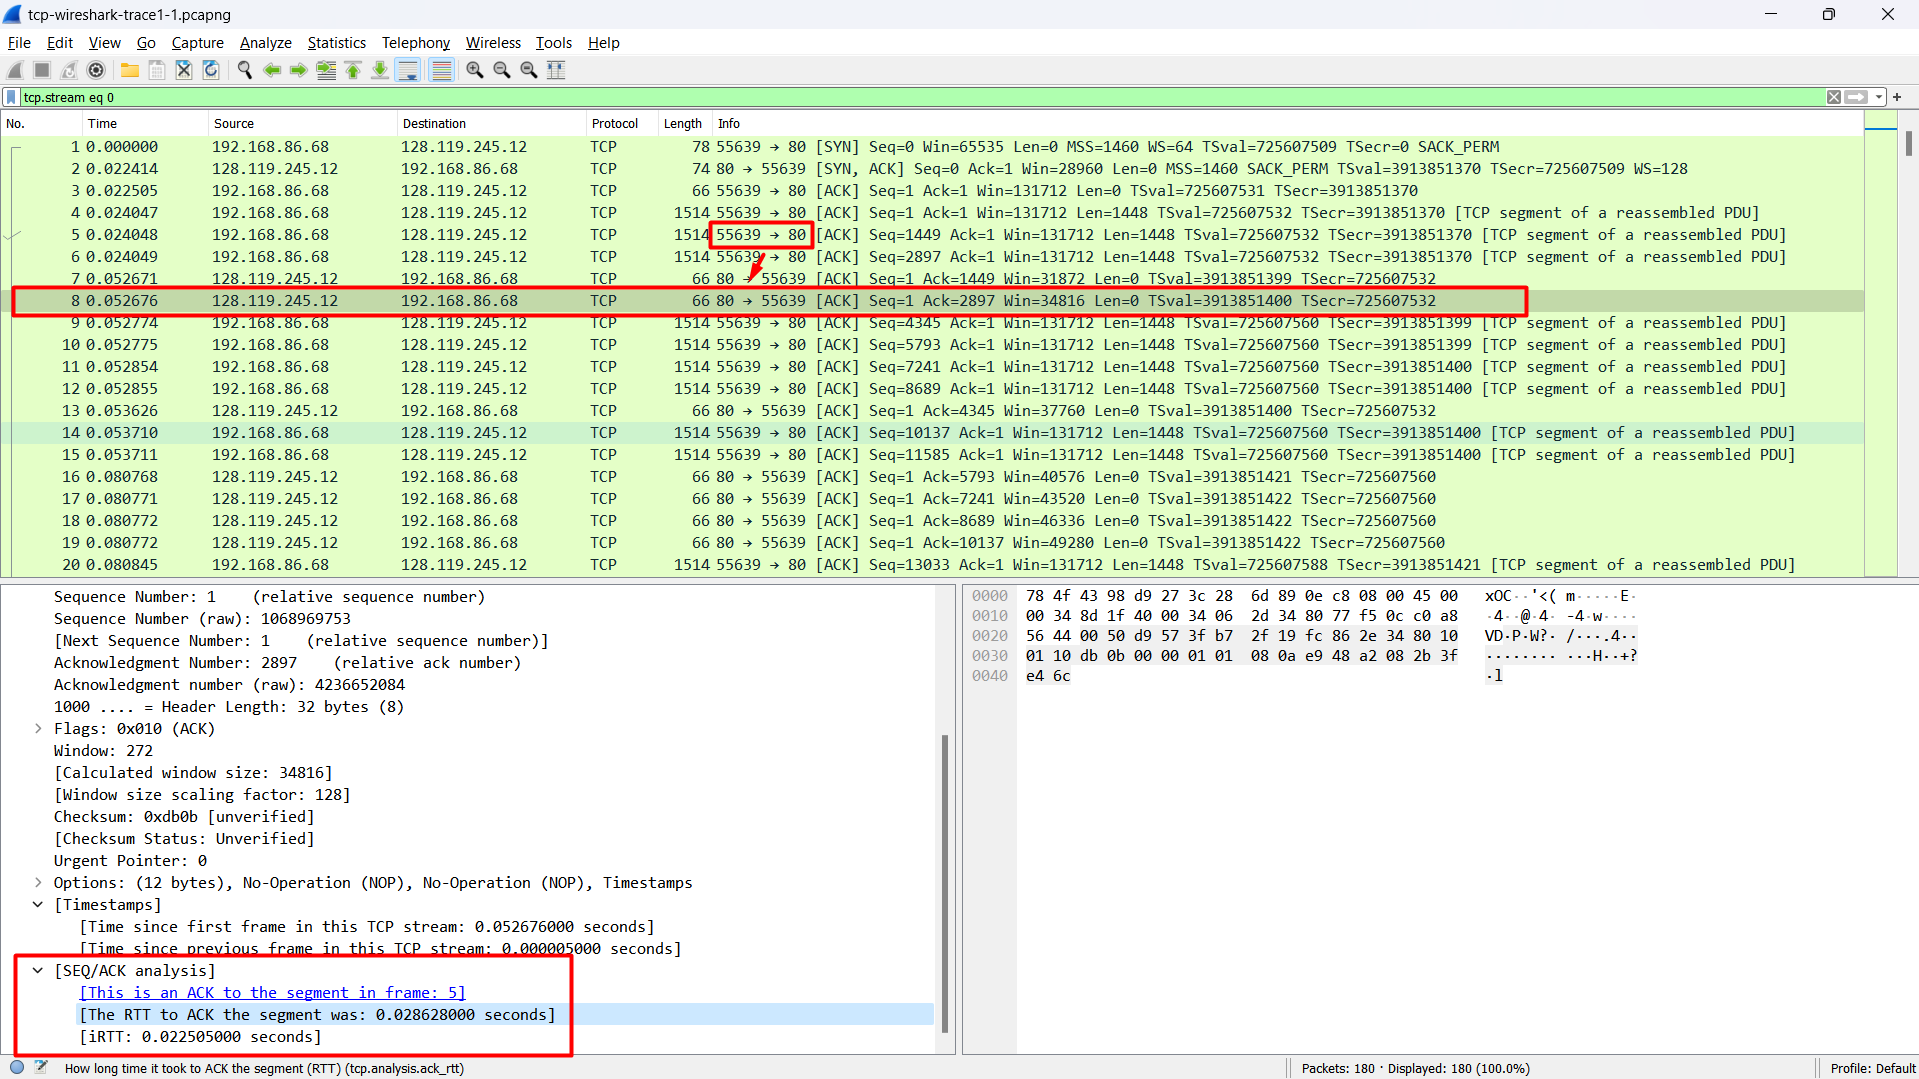 tcp-wireshark-trace1-1.pcapng
File Edit View Go Capture Analyze Statistics Telephony Wireless Tools Help
tcp.stream eq 0
No. Time Source Destination Protocol Length Info
1 0.000000 192.168.86.68 128.119.245.12 TCP 78 55639 → 80 [SYN] Seq=0 Win=65535 Len=0 MSS=1460 WS=64 TSval=725607509 TSecr=0 SACK_PERM
2 0.022414 128.119.245.12 192.168.86.68 TCP 74 80 → 55639 [SYN, ACK] Seq=0 Ack=1 Win=28960 Len=0 MSS=1460 SACK_PERM TSval=3913851370 TSecr=725607509 WS=128
3 0.022505 192.168.86.68 128.119.245.12 TCP 66 55639 → 80 [ACK] Seq=1 Ack=1 Win=131712 Len=0 TSval=725607531 TSecr=3913851370
4 0.024047 192.168.86.68 128.119.245.12 TCP 1514 55639 → 80 [ACK] Seq=1 Ack=1 Win=131712 Len=1448 TSval=725607532 TSecr=3913851370 [TCP segment of a reassembled PDU]
5 0.024048 192.168.86.68 128.119.245.12 TCP 1514 55639 → 80 [ACK] Seq=1449 Ack=1 Win=131712 Len=1448 TSval=725607532 TSecr=3913851370 [TCP segment of a reassembled PDU]
6 0.024049 192.168.86.68 128.119.245.12 TCP 1514 55639 → 80 [ACK] Seq=2897 Ack=1 Win=131712 Len=1448 TSval=725607532 TSecr=3913851370 [TCP segment of a reassembled PDU]
7 0.052671 128.119.245.12 192.168.86.68 TCP 66 80 → 55639 [ACK] Seq=1 Ack=1449 Win=31872 Len=0 TSval=3913851399 TSecr=725607532
8 0.052676 128.119.245.12 192.168.86.68 TCP 66 80 → 55639 [ACK] Seq=1 Ack=2897 Win=34816 Len=0 TSval=3913851400 TSecr=725607532
9 0.052774 192.168.86.68 128.119.245.12 TCP 1514 55639 → 80 [ACK] Seq=4345 Ack=1 Win=131712 Len=1448 TSval=725607560 TSecr=3913851399 [TCP segment of a reassembled PDU]
10 0.052775 192.168.86.68 128.119.245.12 TCP 1514 55639 → 80 [ACK] Seq=5793 Ack=1 Win=131712 Len=1448 TSval=725607560 TSecr=3913851399 [TCP segment of a reassembled PDU]
11 0.052854 192.168.86.68 128.119.245.12 TCP 1514 55639 → 80 [ACK] Seq=7241 Ack=1 Win=131712 Len=1448 TSval=725607560 TSecr=3913851400 [TCP segment of a reassembled PDU]
12 0.052855 192.168.86.68 128.119.245.12 TCP 1514 55639 → 80 [ACK] Seq=8689 Ack=1 Win=131712 Len=1448 TSval=725607560 TSecr=3913851400 [TCP segment of a reassembled PDU]
13 0.053626 128.119.245.12 192.168.86.68 TCP 66 80 → 55639 [ACK] Seq=1 Ack=4345 Win=37760 Len=0 TSval=3913851400 TSecr=725607532
14 0.053710 192.168.86.68 128.119.245.12 TCP 1514 55639 → 80 [ACK] Seq=10137 Ack=1 Win=131712 Len=1448 TSval=725607560 TSecr=3913851400 [TCP segment of a reassembled PDU]
15 0.053711 192.168.86.68 128.119.245.12 TCP 1514 55639 → 80 [ACK] Seq=11585 Ack=1 Win=131712 Len=1448 TSval=725607560 TSecr=3913851400 [TCP segment of a reassembled PDU]
16 0.080768 128.119.245.12 192.168.86.68 TCP 66 80 → 55639 [ACK] Seq=1 Ack=5793 Win=40576 Len=0 TSval=3913851421 TSecr=725607560
17 0.080771 128.119.245.12 192.168.86.68 TCP 66 80 → 55639 [ACK] Seq=1 Ack=7241 Win=43520 Len=0 TSval=3913851422 TSecr=725607560
18 0.080772 128.119.245.12 192.168.86.68 TCP 66 80 → 55639 [ACK] Seq=1 Ack=8689 Win=46336 Len=0 TSval=3913851422 TSecr=725607560
19 0.080772 128.119.245.12 192.168.86.68 TCP 66 80 → 55639 [ACK] Seq=1 Ack=10137 Win=49280 Len=0 TSval=3913851422 TSecr=725607560
20 0.080845 192.168.86.68 128.119.245.12 TCP 1514 55639 → 80 [ACK] Seq=13033 Ack=1 Win=131712 Len=1448 TSval=725607588 TSecr=3913851421 [TCP segment of a reassembled PDU]
Sequence Number: 1 (relative sequence number)
Sequence Number (raw): 1068969753
[Next Sequence Number: 1 (relative sequence number)]
Acknowledgment Number: 2897 (relative ack number)
Acknowledgment number (raw): 4236652084
1000 .... = Header Length: 32 bytes (8)
Flags: 0x010 (ACK)
Window: 272
[Calculated window size: 34816]
[Window size scaling factor: 128]
Checksum: 0xdb0b [unverified]
[Checksum Status: Unverified]
Urgent Pointer: 0
Options: (12 bytes), No-Operation (NOP), No-Operation (NOP), Timestamps
[Timestamps]
[Time since first frame in this TCP stream: 0.052676000 seconds]
[Time since previous frame in this TCP stream: 0.000005000 seconds]
[SEQ/ACK analysis]
[This is an ACK to the segment in frame: 5]
[The RTT to ACK the segment was: 0.028628000 seconds]
[iRTT: 0.022505000 seconds]
0000 78 4f 43 98 d9 27 3c 28 6d 89 0e c8 08 00 45 00 xOC··'<( m·····E·
0010 00 34 8d 1f 40 00 34 06 2d 34 80 77 f5 0c c0 a8 ·4··@·4· -4·w····
0020 56 44 00 50 d9 57 3f b7 2f 19 fc 86 2e 34 80 10 VD·P·W?· /···.4··
0030 01 10 db 0b 00 00 01 01 08 0a e9 48 a2 08 2b 3f ········ ···H··+?
0040 e4 6c ·l
How long time it took to ACK the segment (RTT) (tcp.analysis.ack_rtt)
Packets: 180 · Displayed: 180 (100.0%)
Profile: Default